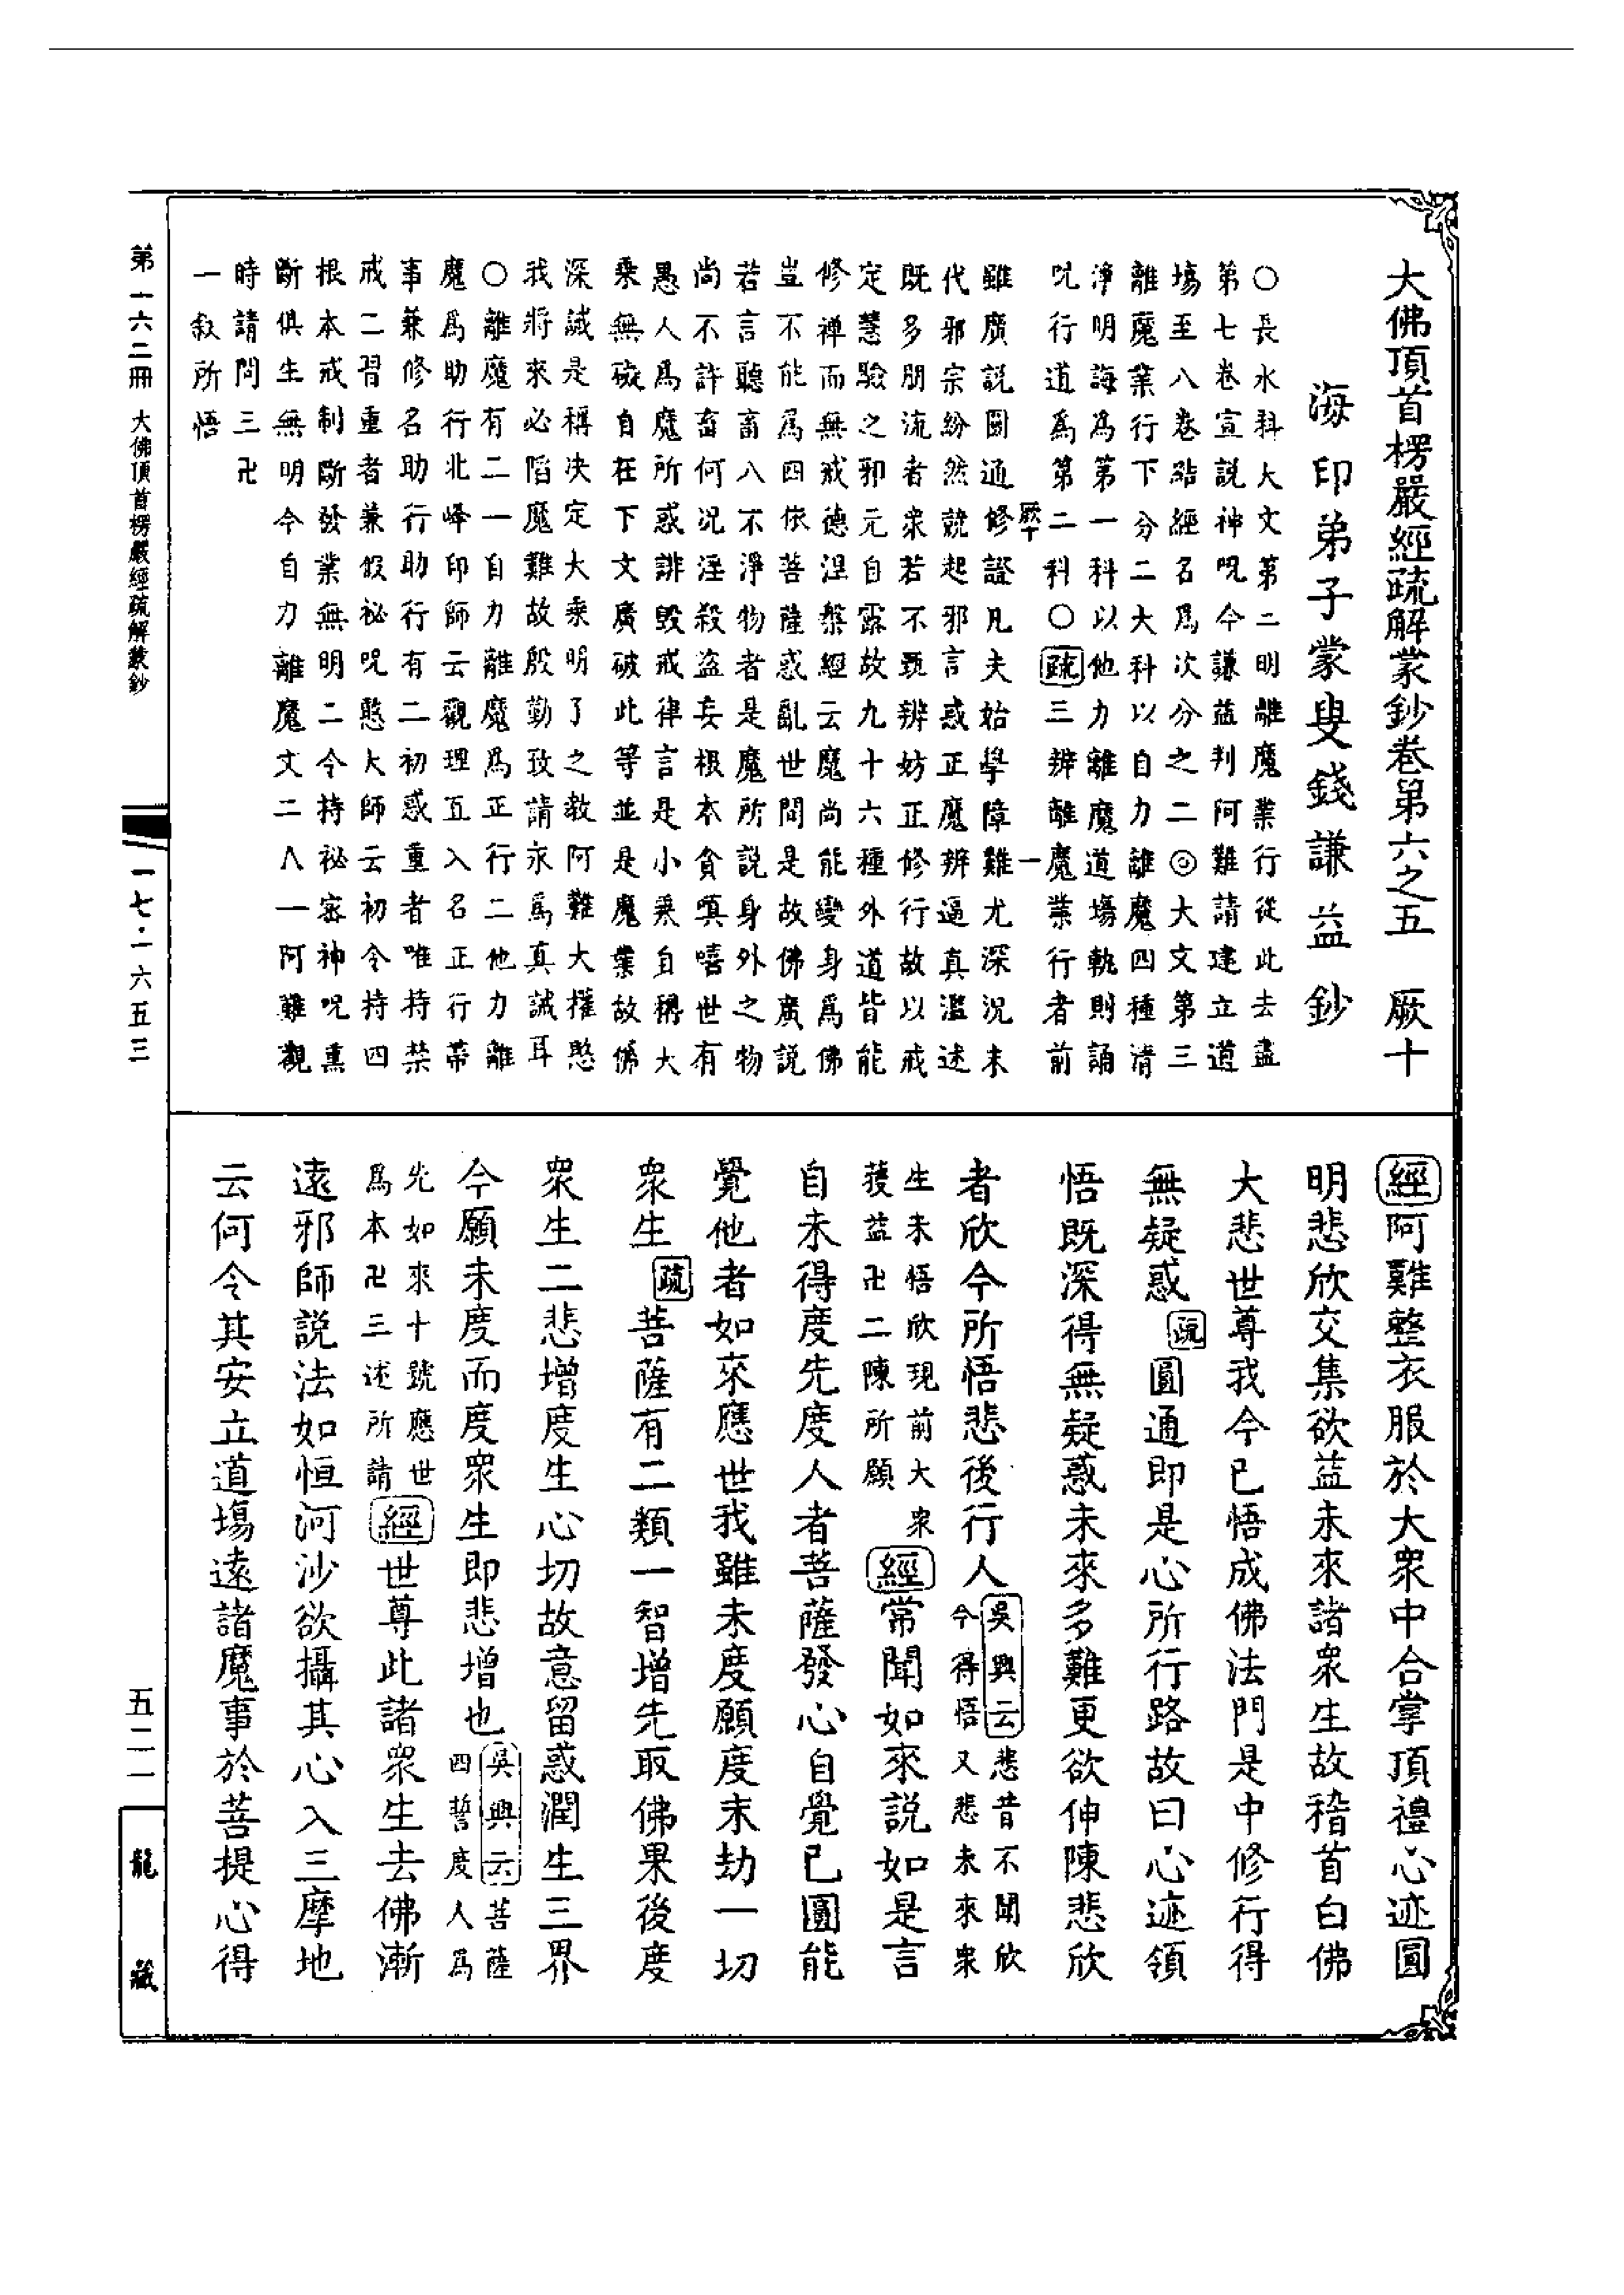 大佛頂首楞嚴經疏解蒙鈔卷第六之五　厥十
海印弟子蒙叟錢謙益鈔
○長水科大文第二明離魔業行從此去盡
第七卷宣說神呪今謙益判阿難請建立道
場至八卷結經名爲次分之二◎大文第三
離魔業行下分二大科以自力離魔四種清
淨明誨爲第一科以他力離魔道場軌則誦
呪行道爲第二科○疏三辨離魔業行者前
厥十　一
雖廣說圓通修證凡夫始學障難尤深況末
代邪宗紛然競起邪言惑正魔辨逼真濫述
既多朋流者衆若不甄辨妨正修行故以戒
定慧驗之邪元自露故九十六種外道皆能
修禪而無戒德涅槃經云魔尚能變身爲佛
豈不能爲四依菩薩惑亂世間是故佛廣說
若言聽畜八不淨物者是魔所說身外之物
尚不許畜何況淫殺盜妄根本貪嗔嘻世有
愚人爲魔所惑誹毀戒律言是小乘自稱大
乘無礙自在下文廣破此等並是魔業故佛
深誡是稱決定大乘明了之教阿難大權愍
我將來必陷魔難故殷勤致請永爲真誡耳
○離魔有二一自力離魔爲正行二他力離
魔爲助行北峰印師云觀理直入名正行帶
事兼修名助行助行有二初惑重者唯持禁
戒二習重者兼假祕呪憨大師云初令持四
根本戒制斷發業無明二令持祕密神呪熏
斷俱生無明今自力離魔文二八一阿難觀
時請問三卍
一敘所悟
經阿難整衣服於大衆中合掌頂禮心迹圓
明悲欣交集欲益未來諸衆生故稽首白佛
大悲世尊我今已悟成佛法門是中修行得
無疑惑疏圓通即是心所行路故曰心迹領
悟既深得無疑惑未來多難更欲伸陳悲欣
者欣今所悟悲後行人吳興云悲昔不聞欣
今得悟又悲未來衆
生未悟欣現前大衆
獲益卍二陳所願
經常聞如來說如是言
自未得度先度人者菩薩發心自覺已圓能
覺他者如來應世我雖未度願度末劫一切
衆生疏菩薩有二類一智增先取佛果後度
衆生二悲增度生心切故意留惑潤生三界
今願未度而度衆生即悲增也吳興云菩薩
四誓度人爲
先如來十號應世
爲本卍三述所請
經世尊此諸衆生去佛漸
遠邪師說法如恒河沙欲攝其心入三摩地
云何令其安立道場遠諸魔事於菩提心得
第一六二冊　大佛頂首楞嚴經疏解蒙鈔
一七·一六五三
五二一
龍藏